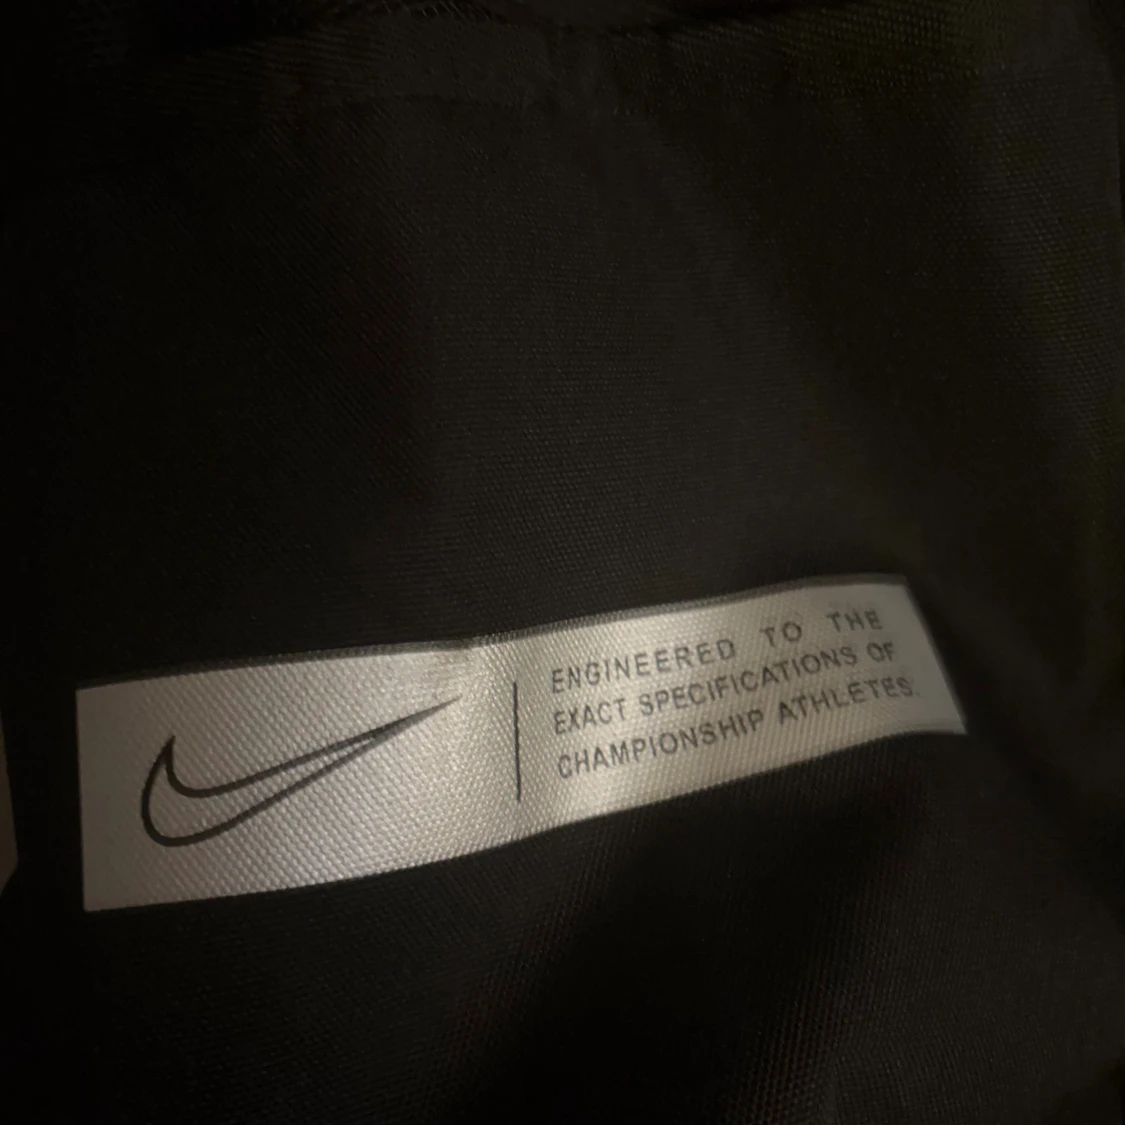 ENGINEERED TO THE
EXACT SPECIFICATIONS OF
CHAMPIONSHIP ATHLETES.